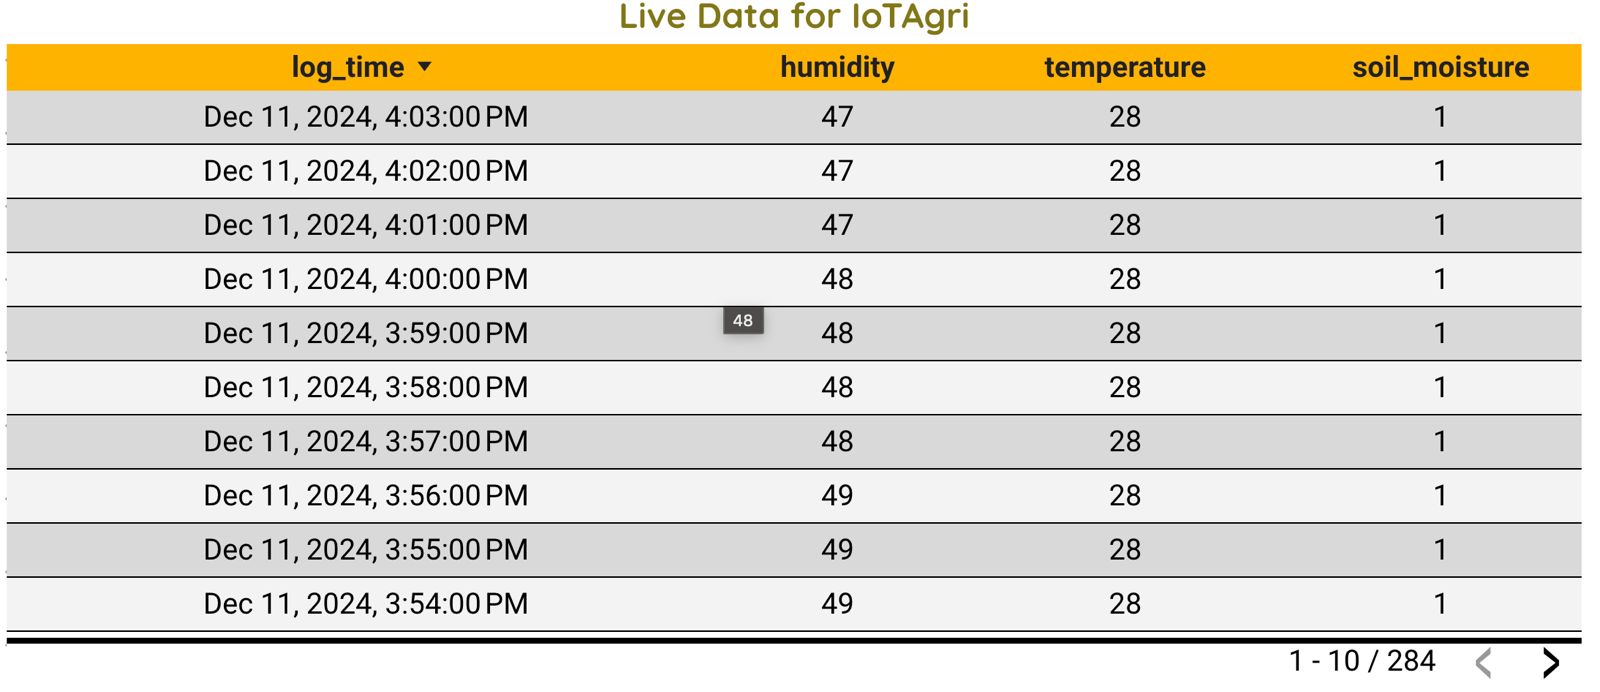 Live Data for IoTAgri
log_time humidity temperature soil_moisture
Dec 11, 2024, 4:03:00 PM 47 28 1
Dec 11, 2024, 4:02:00 PM 47 28 1
Dec 11, 2024, 4:01:00 PM 47 28 1
Dec 11, 2024, 4:00:00 PM 48 28 1
48
Dec 11, 2024, 3:59:00 PM 48 28 1
Dec 11, 2024, 3:58:00 PM 48 28 1
Dec 11, 2024, 3:57:00 PM 48 28 1
Dec 11, 2024, 3:56:00 PM 49 28 1
Dec 11, 2024, 3:55:00 PM 49 28 1
Dec 11, 2024, 3:54:00 PM 49 28 1
1 - 10 / 284